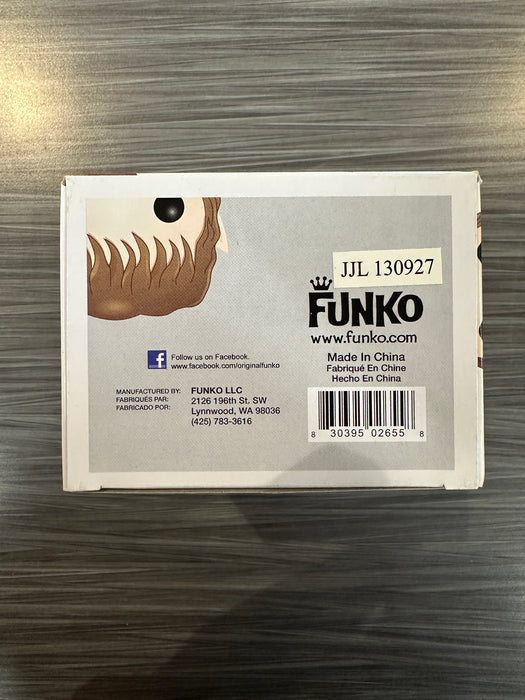 JJL 130927
FUNKO
www.funko.com
Made In China
Fabriqué En Chine
Hecho En China
f Follow us on Facebook.
www.facebook.com/originalfunko
MANUFACTURED BY: FUNKO LLC
FABRIQUÉS PAR: 2126 196th St. SW
FABRICADO POR: Lynnwood, WA 98036
(425) 783-3616
8 30395 02655 8